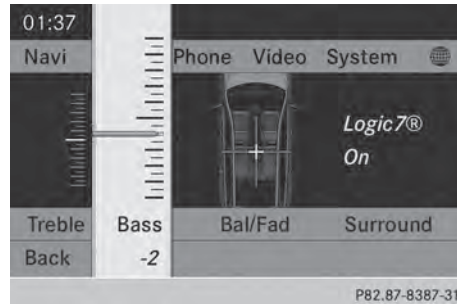 01:37
Navi Phone Video System
Logic7®
On
Treble Bass Bal/Fad Surround
Back -2
P82.87-8387-31